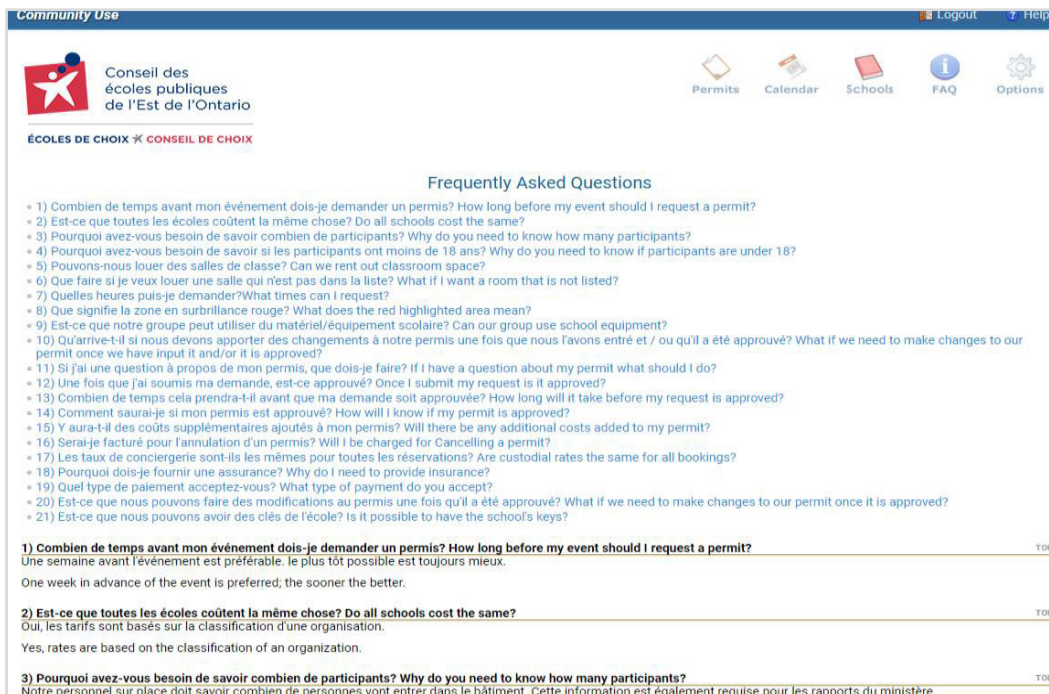 Community Use
Logout
Help
Conseil des
écoles publiques
de l'Est de l'Ontario
ÉCOLES DE CHOIX CONSEIL DE CHOIX
Permits
Calendar
Schools
FAQ
Options
Frequently Asked Questions
1) Combien de temps avant mon événement dois-je demander un permis? How long before my event should I request a permit?
2) Est-ce que toutes les écoles coûtent la même chose? Do all schools cost the same?
3) Pourquoi avez-vous besoin de savoir combien de participants? Why do you need to know how many participants?
4) Pourquoi avez-vous besoin de savoir si les participants ont moins de 18 ans? Why do you need to know if participants are under 18?
5) Pouvons-nous louer des salles de classe? Can we rent out classroom space?
6) Que faire si je veux louer une salle qui n'est pas dans la liste? What if I want a room that is not listed?
7) Quelles heures puis-je demander?What times can I request?
8) Que signifie la zone en surbrillance rouge? What does the red highlighted area mean?
9) Est-ce que notre groupe peut utiliser du matériel/équipement scolaire? Can our group use school equipment?
10) Qu'arrive-t-il si nous devons apporter des changements à notre permis une fois que nous l'avons entré et / ou qu'il a été approuvé? What if we need to make changes to our
permit once we have input it and/or it is approved?
11) Si j'ai une question à propos de mon permis, que dois-je faire? If I have a question about my permit what should I do?
12) Une fois que j'ai soumis ma demande, est-ce approuvé? Once I submit my request is it approved?
13) Combien de temps cela prendra-t-il avant que ma demande soit approuvée? How long will it take before my request is approved?
14) Comment saurai-je si mon permis est approuvé? How will I know if my permit is approved?
15) Y aura-t-il des coûts supplémentaires ajoutés à mon permis? Will there be any additional costs added to my permit?
16) Serai-je facturé pour l'annulation d'un permis? Will I be charged for Cancelling a permit?
17) Les taux de conciergerie sont-ils les mêmes pour toutes les réservations? Are custodial rates the same for all bookings?
18) Pourquoi dois-je fournir une assurance? Why do I need to provide insurance?
19) Quel type de paiement acceptez-vous? What type of payment do you accept?
20) Est-ce que nous pouvons faire des modifications au permis une fois qu'il a été approuvé? What if we need to make changes to our permit once it is approved?
21) Est-ce que nous pouvons avoir des clés de l'école? Is it possible to have the school's keys?
1) Combien de temps avant mon événement dois-je demander un permis? How long before my event should I request a permit?
Une semaine avant l'événement est préférable. le plus tôt possible est toujours mieux.
One week in advance of the event is preferred; the sooner the better.
2) Est-ce que toutes les écoles coûtent la même chose? Do all schools cost the same?
Oui, les tarifs sont basés sur la classification d'une organisation.
Yes, rates are based on the classification of an organization.
3) Pourquoi avez-vous besoin de savoir combien de participants? Why do you need to know how many participants?
Notre personnel sur place doit savoir combien de personnes vont entrer dans le bâtiment. Cette information est également requise pour les rapports du ministère.